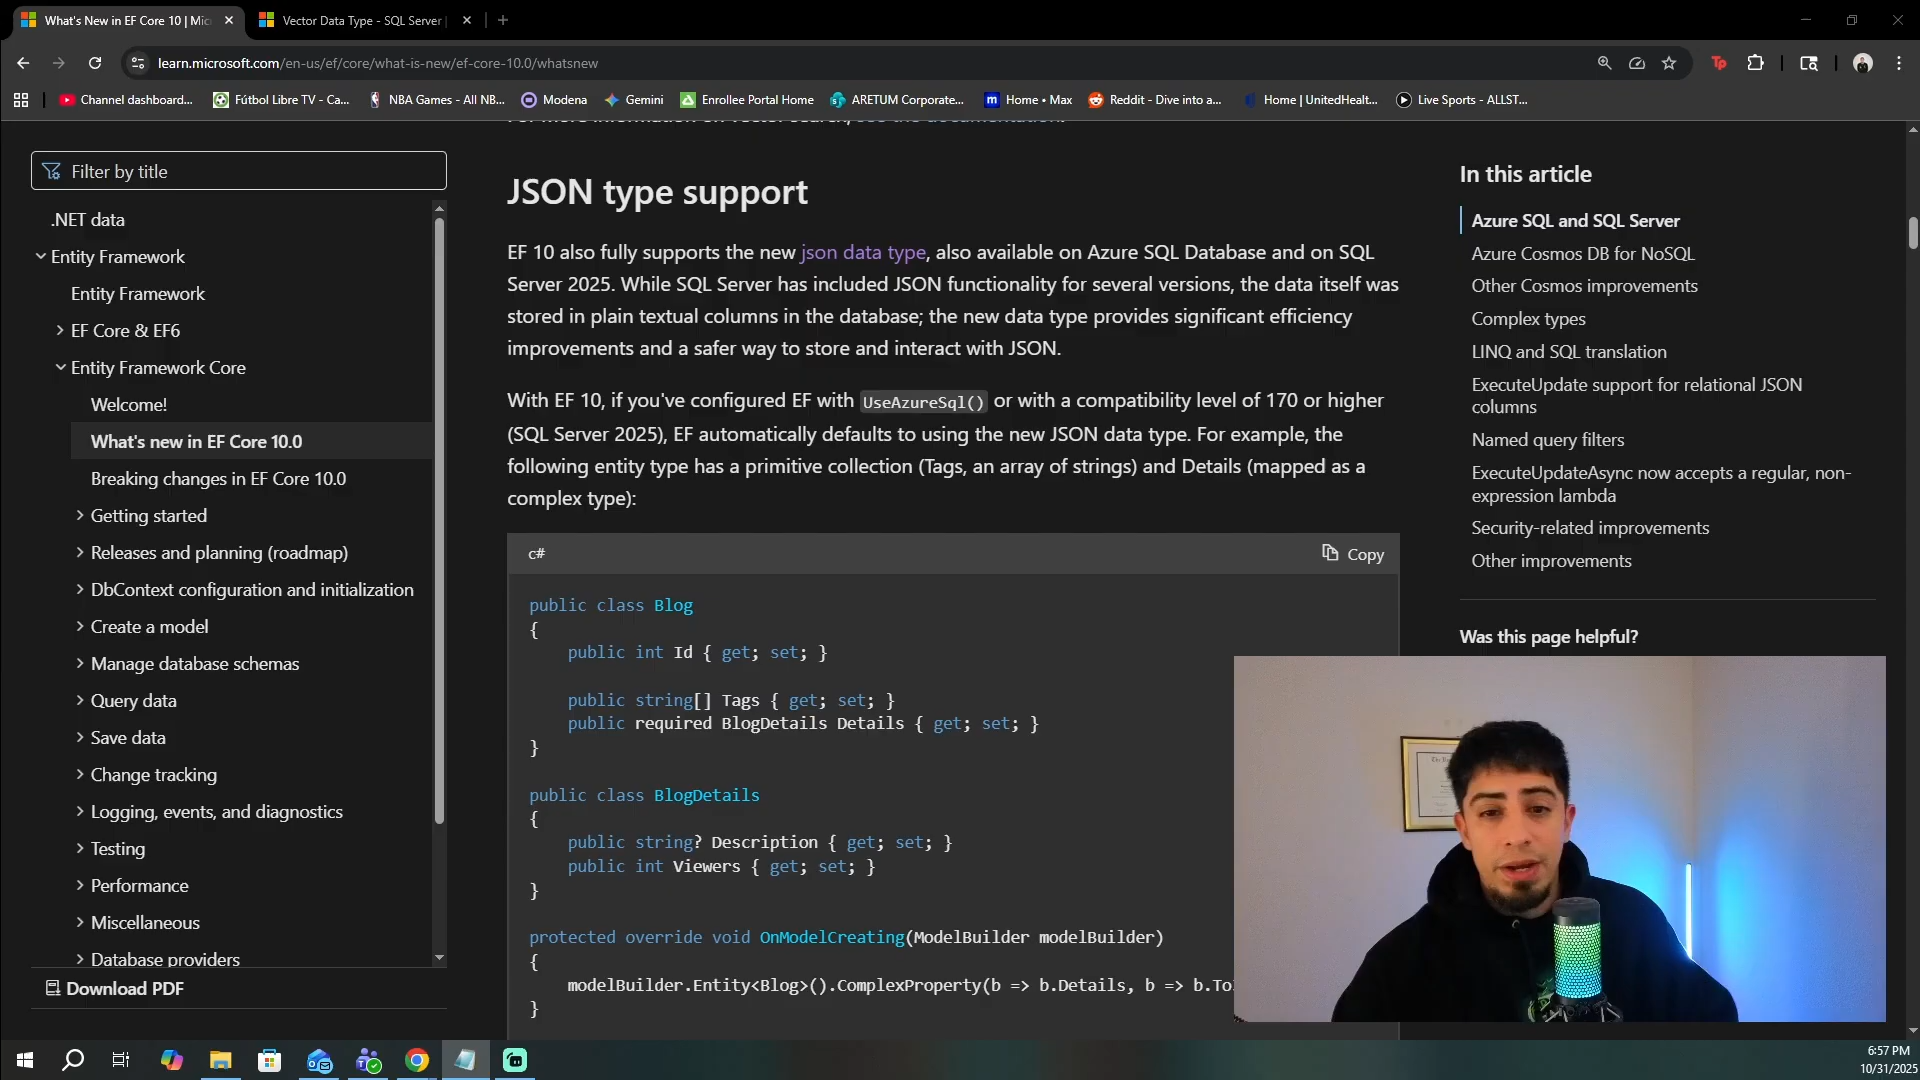 What's New in EF Core 10 | Mic
Vector Data Type - SQL Server
learn.microsoft.com/en-us/ef/core/what-is-new/ef-core-10.0/whatsnew
Channel dashboard...
Fútbol Libre TV - Ca...
NBA Games - All NB...
Modena
Gemini
Enrollee Portal Home
ARETUM Corporate...
Home • Max
Reddit - Dive into a...
Home | UnitedHealt...
Live Sports - ALLST...
Filter by title
.NET data
Entity Framework
Entity Framework
EF Core & EF6
Entity Framework Core
Welcome!
What's new in EF Core 10.0
Breaking changes in EF Core 10.0
Getting started
Releases and planning (roadmap)
DbContext configuration and initialization
Create a model
Manage database schemas
Query data
Save data
Change tracking
Logging, events, and diagnostics
Testing
Performance
Miscellaneous
Database providers
Download PDF
For more information on vector search, see the documentation.
JSON type support
EF 10 also fully supports the new json data type, also available on Azure SQL Database and on SQL
Server 2025. While SQL Server has included JSON functionality for several versions, the data itself was
stored in plain textual columns in the database; the new data type provides significant efficiency
improvements and a safer way to store and interact with JSON.
With EF 10, if you've configured EF with UseAzureSql() or with a compatibility level of 170 or higher
(SQL Server 2025), EF automatically defaults to using the new JSON data type. For example, the
following entity type has a primitive collection (Tags, an array of strings) and Details (mapped as a
complex type):
c#
Copy
public class Blog
{
public int Id { get; set; }
public string[] Tags { get; set; }
public required BlogDetails Details { get; set; }
}
public class BlogDetails
{
public string? Description { get; set; }
public int Viewers { get; set; }
}
protected override void OnModelCreating(ModelBuilder modelBuilder)
{
modelBuilder.Entity<Blog>().ComplexProperty(b => b.Details, b => b.To
}
In this article
Azure SQL and SQL Server
Azure Cosmos DB for NoSQL
Other Cosmos improvements
Complex types
LINQ and SQL translation
ExecuteUpdate support for relational JSON
columns
Named query filters
ExecuteUpdateAsync now accepts a regular, non-
expression lambda
Security-related improvements
Other improvements
Was this page helpful?
6:57 PM
10/31/2025